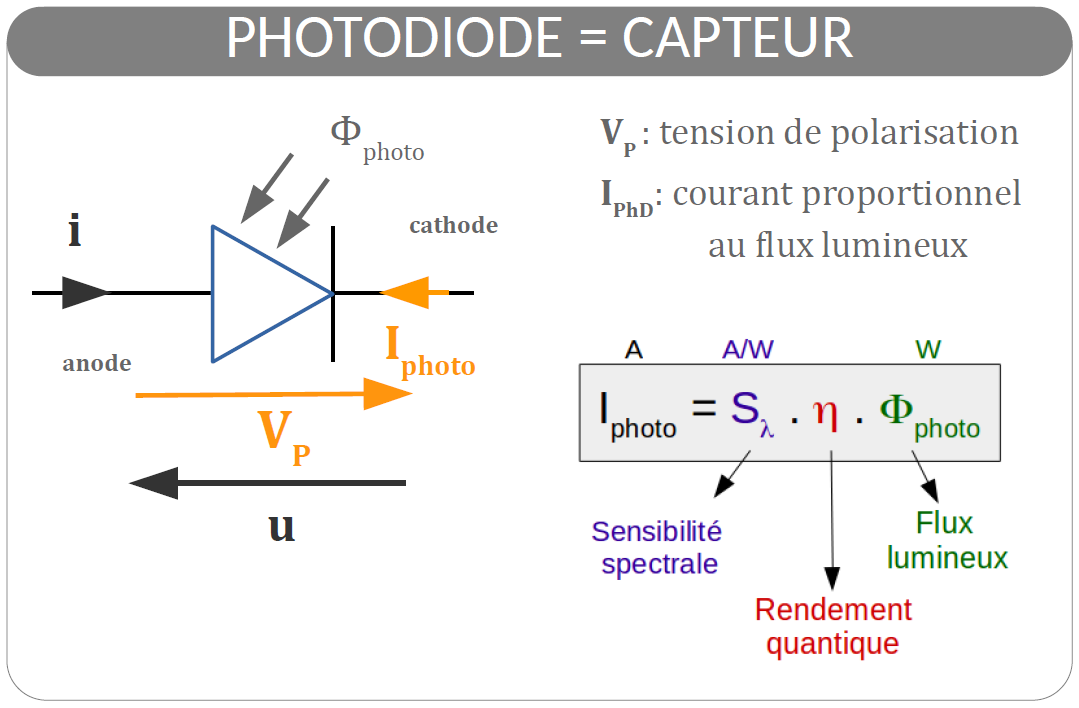 PHOTODIODE = CAPTEUR
Φphoto
i
cathode
anode
Iphoto
VP
u
VP : tension de polarisation
IPhD : courant proportionnel
au flux lumineux
A A/W W
Iphoto = Sλ . η . Φphoto
Sensibilité
spectrale
Flux
lumineux
Rendement
quantique